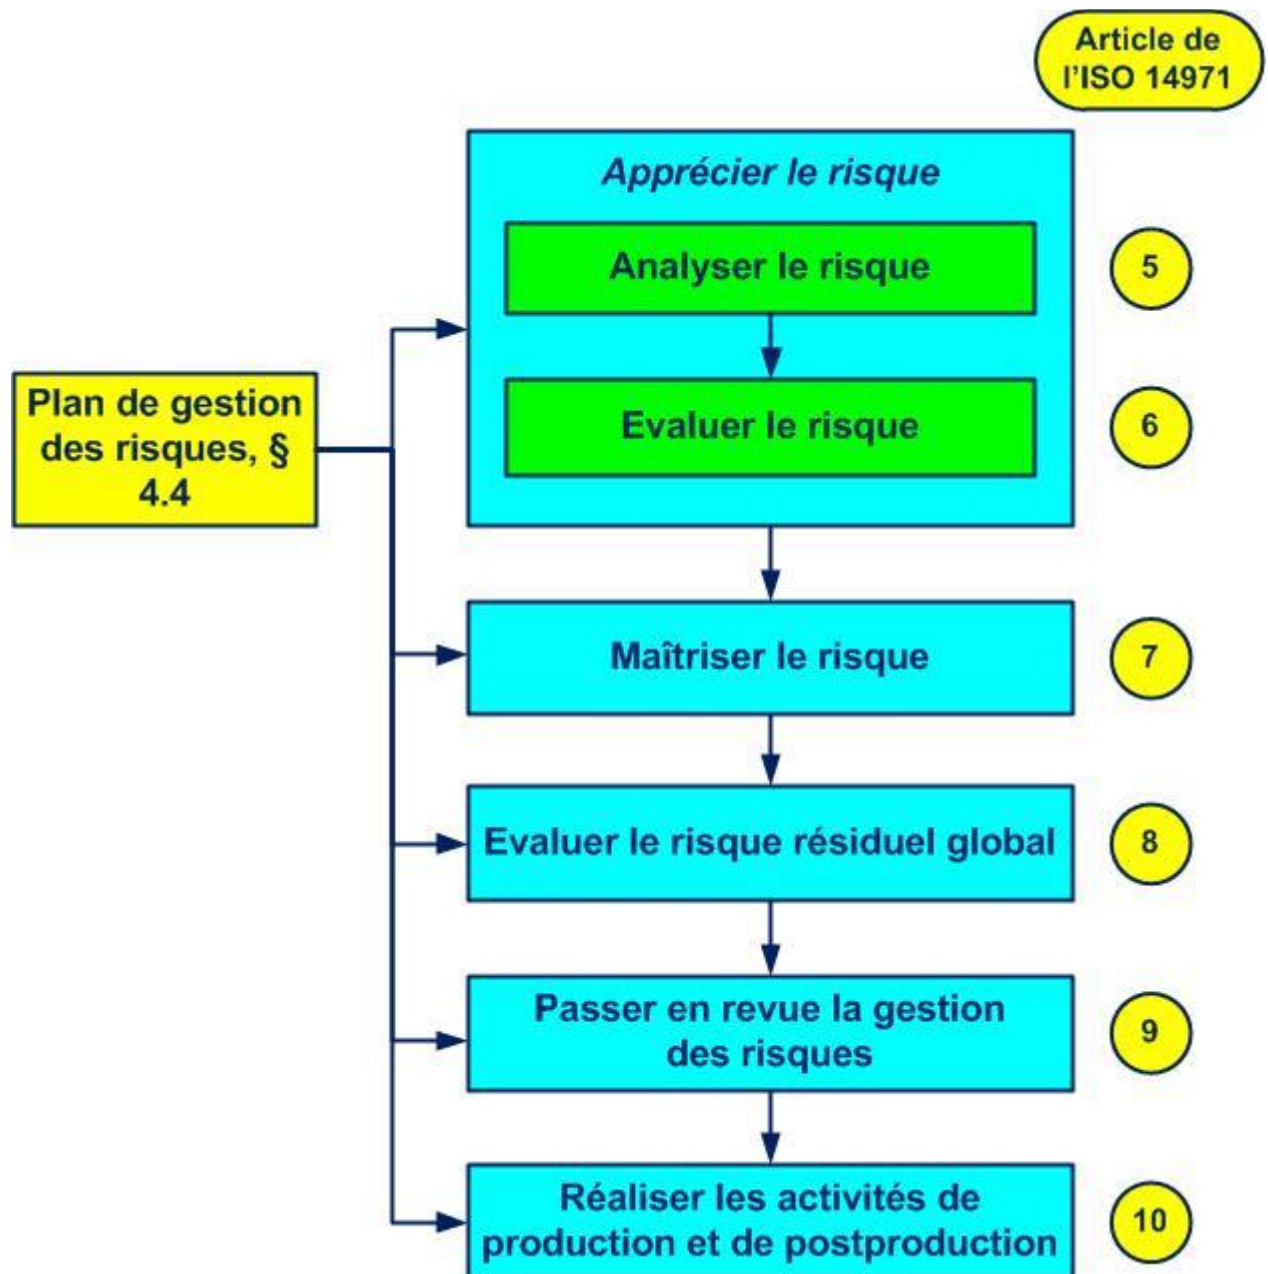 Article de
l'ISO 14971
Apprécier le risque
Analyser le risque
5
Plan de gestion
des risques, §
4.4
Evaluer le risque
6
Maîtriser le risque
7
Evaluer le risque résiduel global
8
Passer en revue la gestion
des risques
9
Réaliser les activités de
production et de postproduction
10